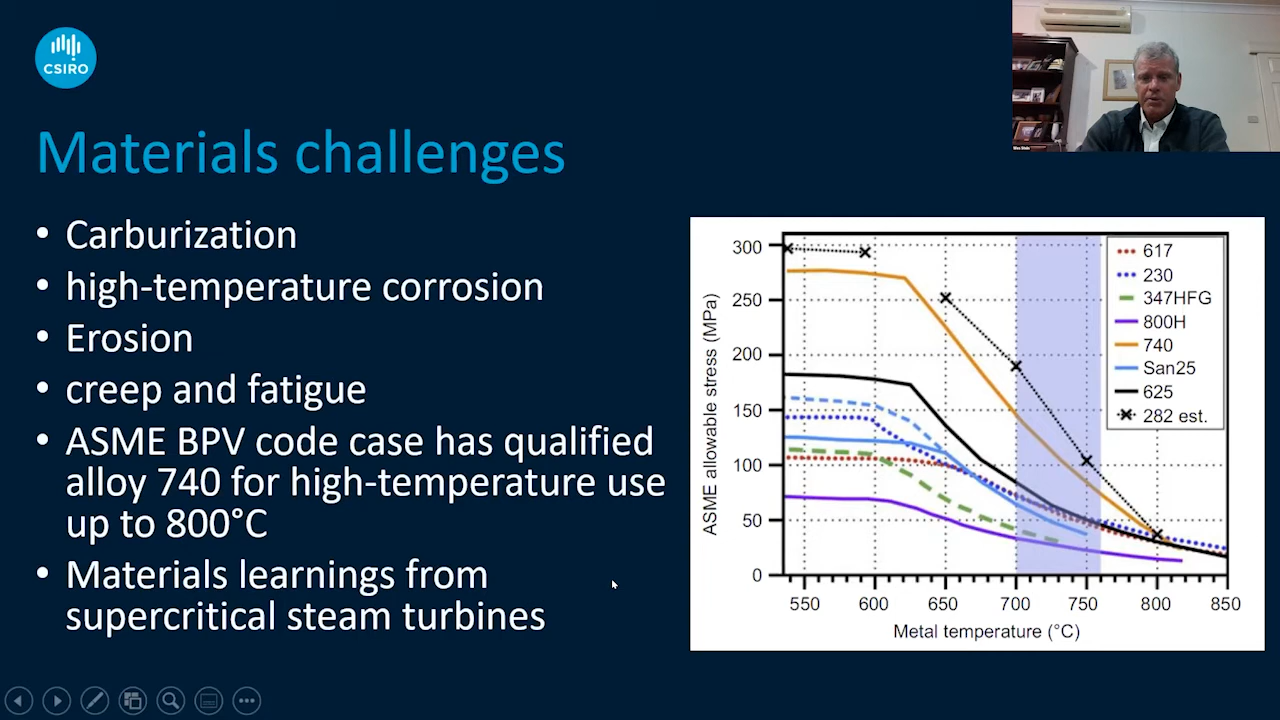 CSIRO
Materials challenges
• Carburization
• high-temperature corrosion
• Erosion
• creep and fatigue
• ASME BPV code case has qualified
alloy 740 for high-temperature use
up to 800°C
• Materials learnings from
supercritical steam turbines
ASME allowable stress (MPa)
300
250
200
150
100
50
0
550 600 650 700 750 800 850
Metal temperature (°C)
617
230
347HFG
800H
740
San25
625
282 est.